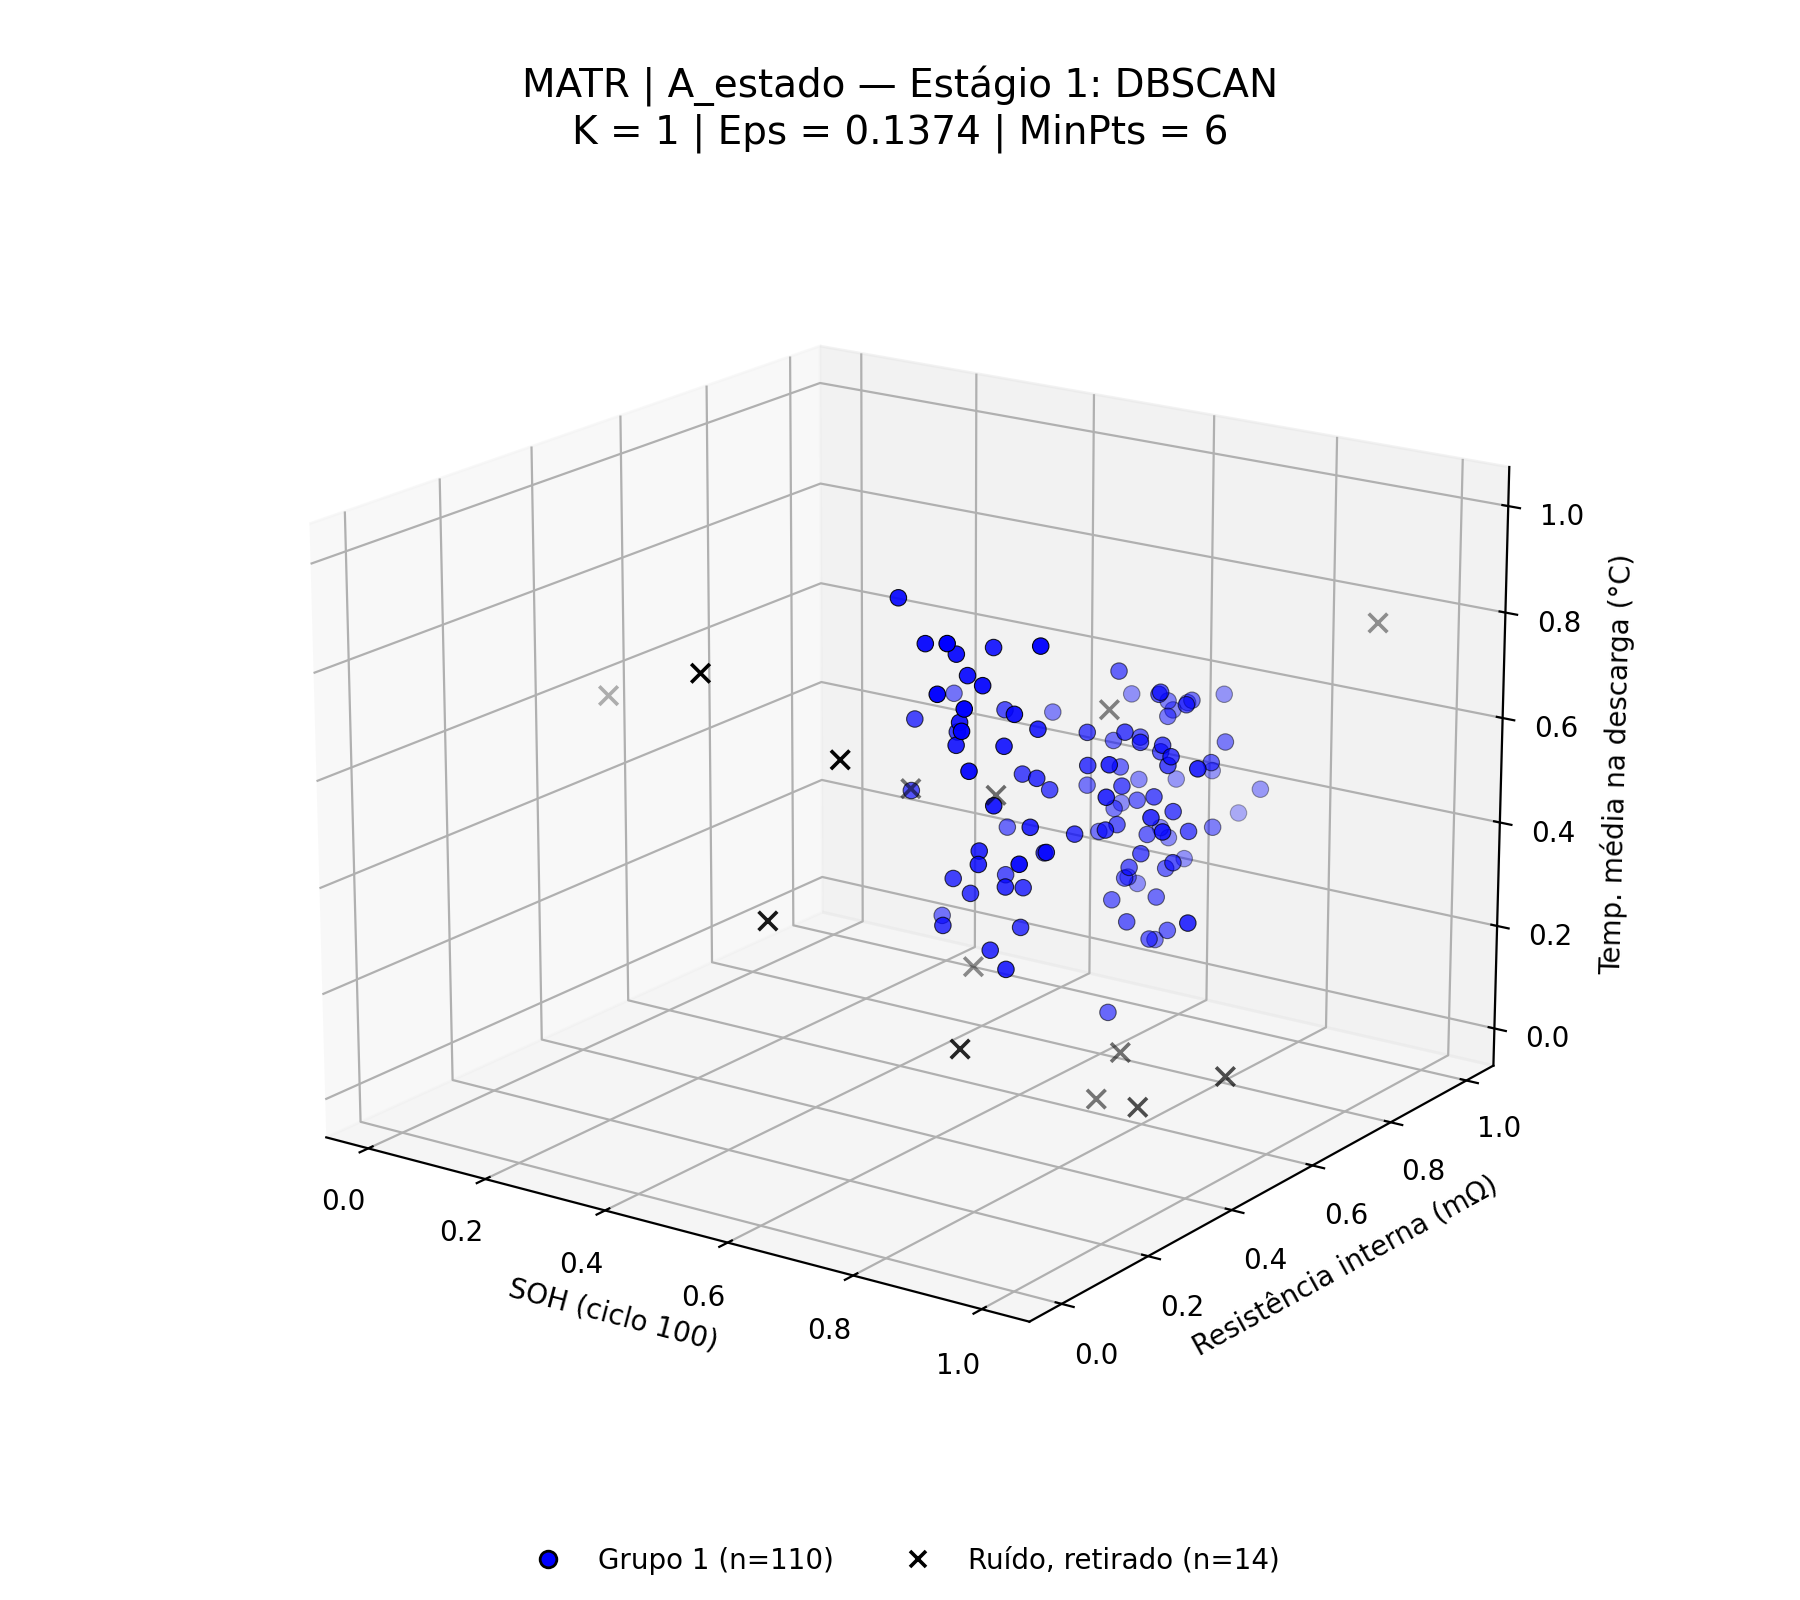 MATR | A_estado — Estágio 1: DBSCAN
K = 1 | Eps = 0.1374 | MinPts = 6
1.0
0.8
0.6
0.4
0.2
0.0
Temp. média na descarga (°C)
0.0
0.2
0.4
0.6
0.8
1.0
SOH (ciclo 100)
0.0
0.2
0.4
0.6
0.8
1.0
Resistência interna (mΩ)
Grupo 1 (n=110)
Ruído, retirado (n=14)